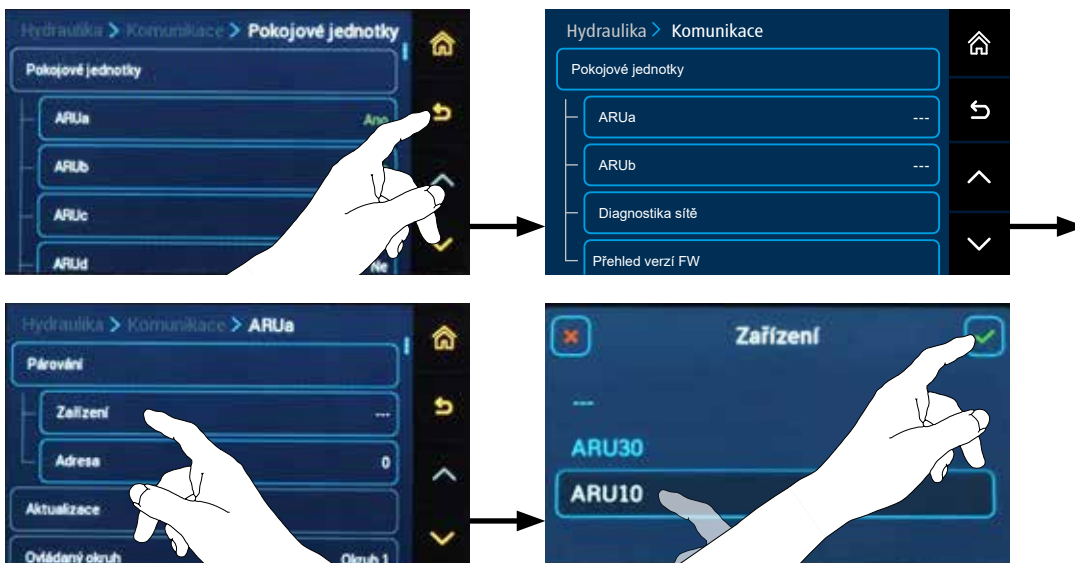 Hydraulika > Komunikace > Pokojové jednotky
Pokojové jednotky
ARUa Ano
ARUb
ARUc
ARUd Ne
Hydraulika > Komunikace
Pokojové jednotky
ARUa ---
ARUb ---
Diagnostika sítě
Přehled verzí FW
Hydraulika > Komunikace > ARUa
Párování
Zařízení ---
Adresa 0
Aktualizace
Ovládaný okruh Okruh 1
Zařízení
---
ARU30
ARU10